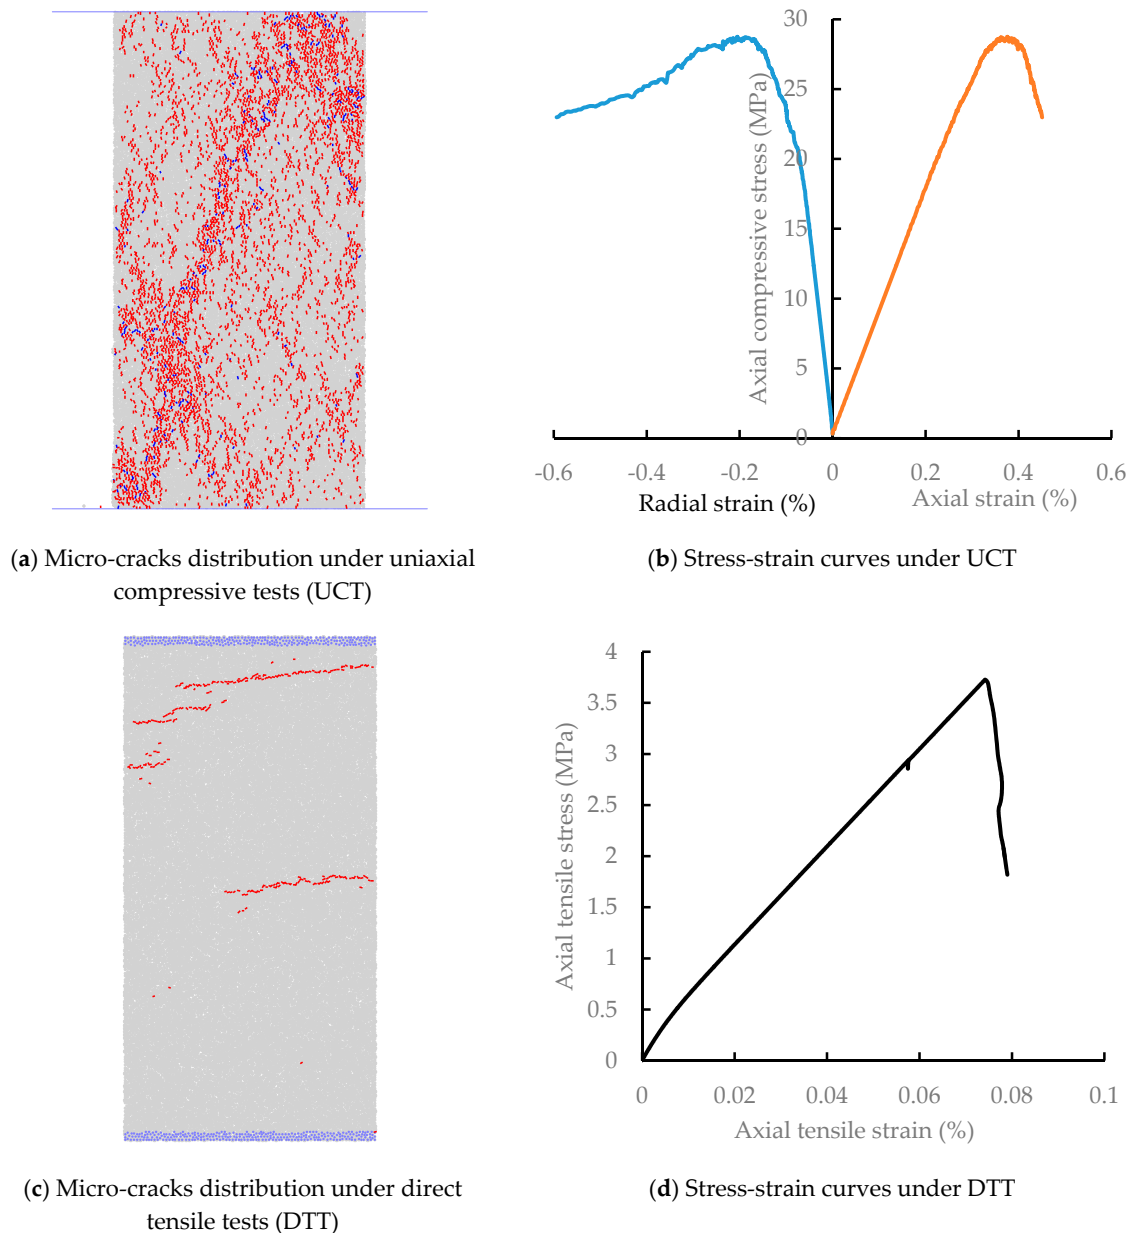 30
25
20
15
10
5
0
Axial compressive stress (MPa)
-0.6
-0.4
-0.2
0
0.2
0.4
0.6
Radial strain (%)
Axial strain (%)
(a) Micro-cracks distribution under uniaxial
compressive tests (UCT)
(b) Stress-strain curves under UCT
4
3.5
3
2.5
2
1.5
1
0.5
0
Axial tensile stress (MPa)
0
0.02
0.04
0.06
0.08
0.1
Axial tensile strain (%)
(c) Micro-cracks distribution under direct
tensile tests (DTT)
(d) Stress-strain curves under DTT